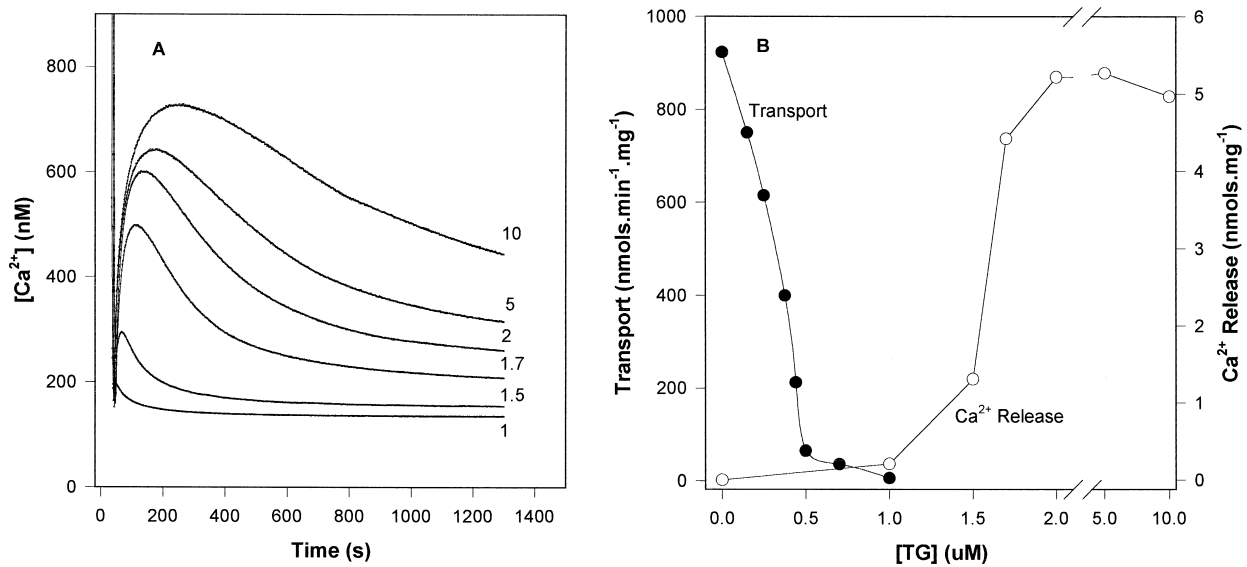 A
[Ca²⁺] (nM)
800
600
400
200
0
10
5
2
1.7
1.5
1
0 200 400 600 800 1000 1200 1400
Time (s)
B
Transport (nmols.min⁻¹.mg⁻¹)
1000
800
600
400
200
0
Transport
Ca²⁺ Release
6
5
4
3
2
1
0
Ca²⁺ Release (nmols.mg⁻¹)
0.0 0.5 1.0 1.5 2.0 5.0 10.0
[TG] (uM)